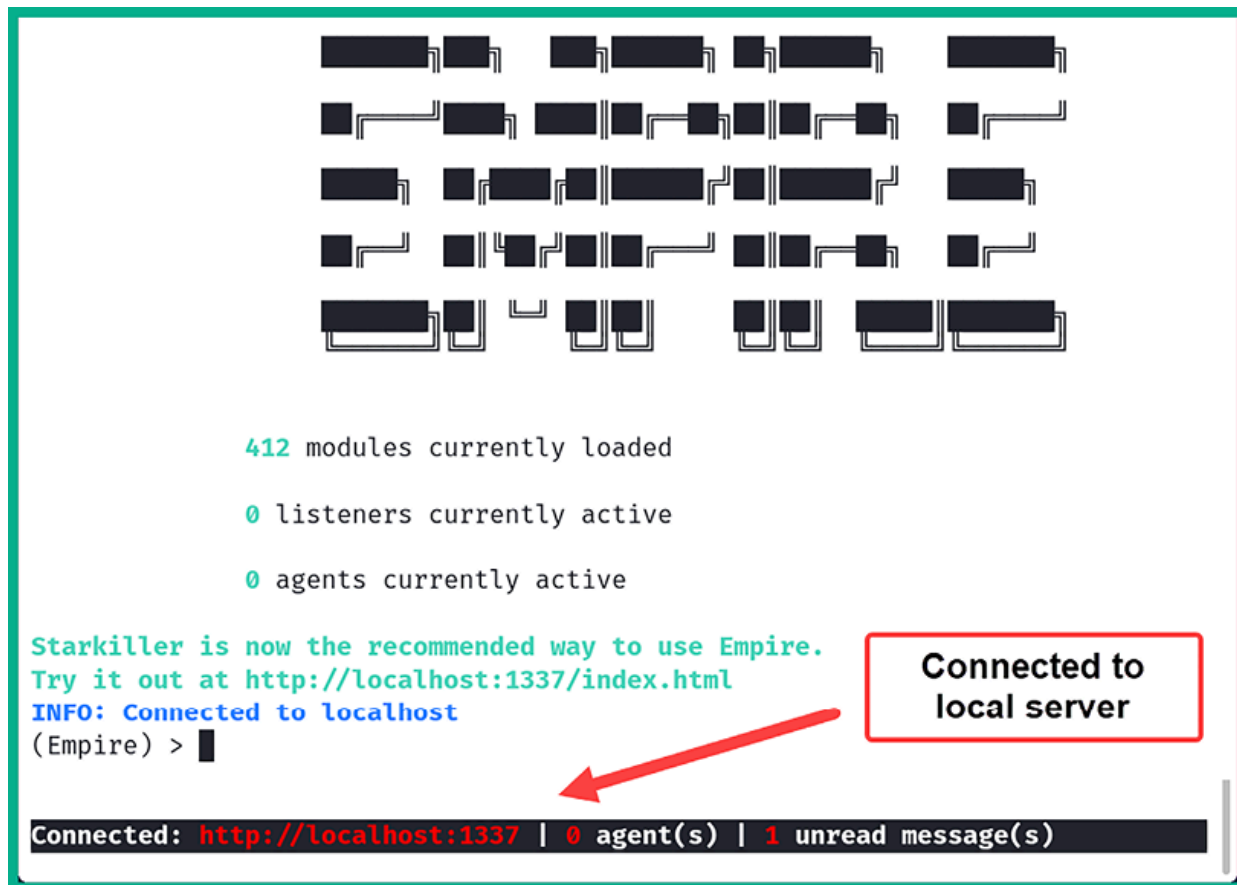 EMPIRE
412 modules currently loaded
0 listeners currently active
0 agents currently active
Starkiller is now the recommended way to use Empire.
Try it out at http://localhost:1337/index.html
INFO: Connected to localhost
(Empire) >
Connected to
local server
Connected: http://localhost:1337 | 0 agent(s) | 1 unread message(s)